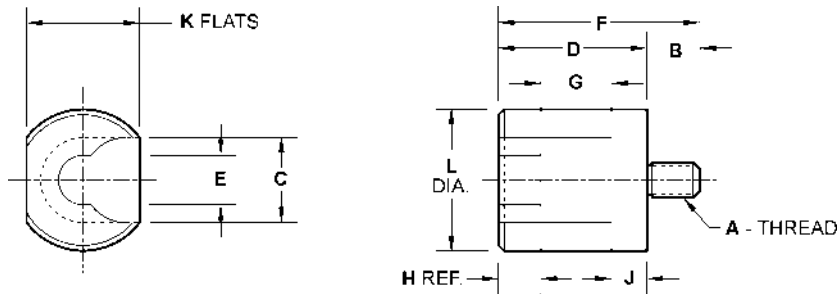 K FLATS
F
D
B
G
E
C
L
DIA.
A - THREAD
H REF.
J